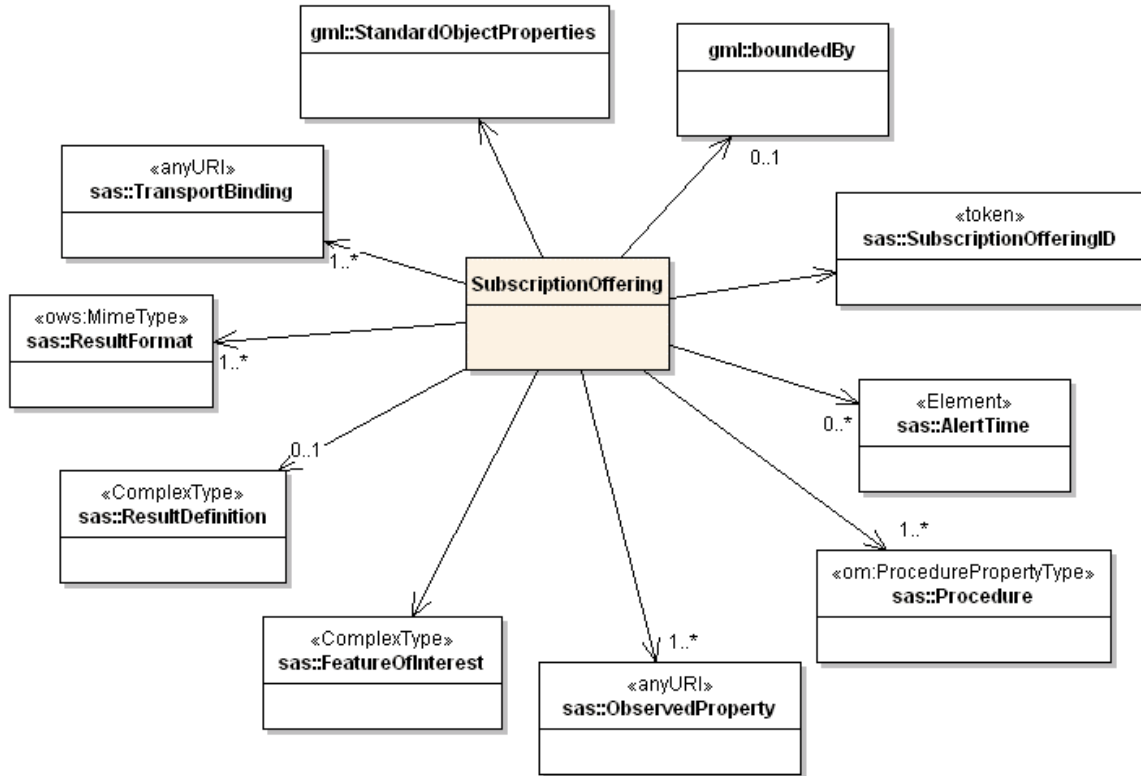 gml::StandardObjectProperties
gml::boundedBy
0..1
«anyURI»
sas::TransportBinding
1..*
«token»
sas::SubscriptionOfferingID
SubscriptionOffering
«ows:MimeType»
sas::ResultFormat
1..*
«Element»
sas::AlertTime
0..*
0..1
«ComplexType»
sas::ResultDefinition
1..*
«om:ProcedurePropertyType»
sas::Procedure
«ComplexType»
sas::FeatureOfInterest
1..*
«anyURI»
sas::ObservedProperty